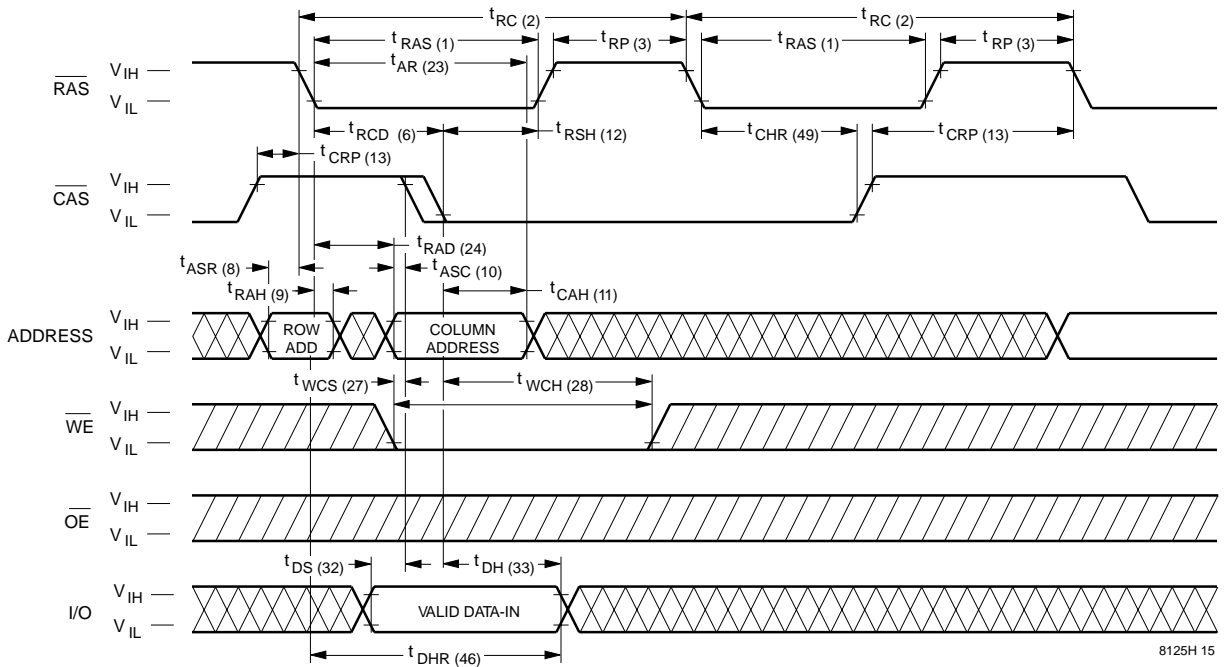 t RC (2) t RC (2)
t RAS (1) t RP (3) t RAS (1) t RP (3)
t AR (23)
RAS V IH
V IL
t RCD (6) t RSH (12) t CHR (49) t CRP (13)
t CRP (13)
CAS V IH
V IL
t RAD (24)
t ASR (8) t ASC (10)
t RAH (9) t CAH (11)
ADDRESS V IH ROW ADD COLUMN ADDRESS
V IL
t WCS (27) t WCH (28)
WE V IH
V IL
OE V IH
V IL
t DS (32) t DH (33)
I/O V IH VALID DATA-IN
V IL
t DHR (46)
8125H 15